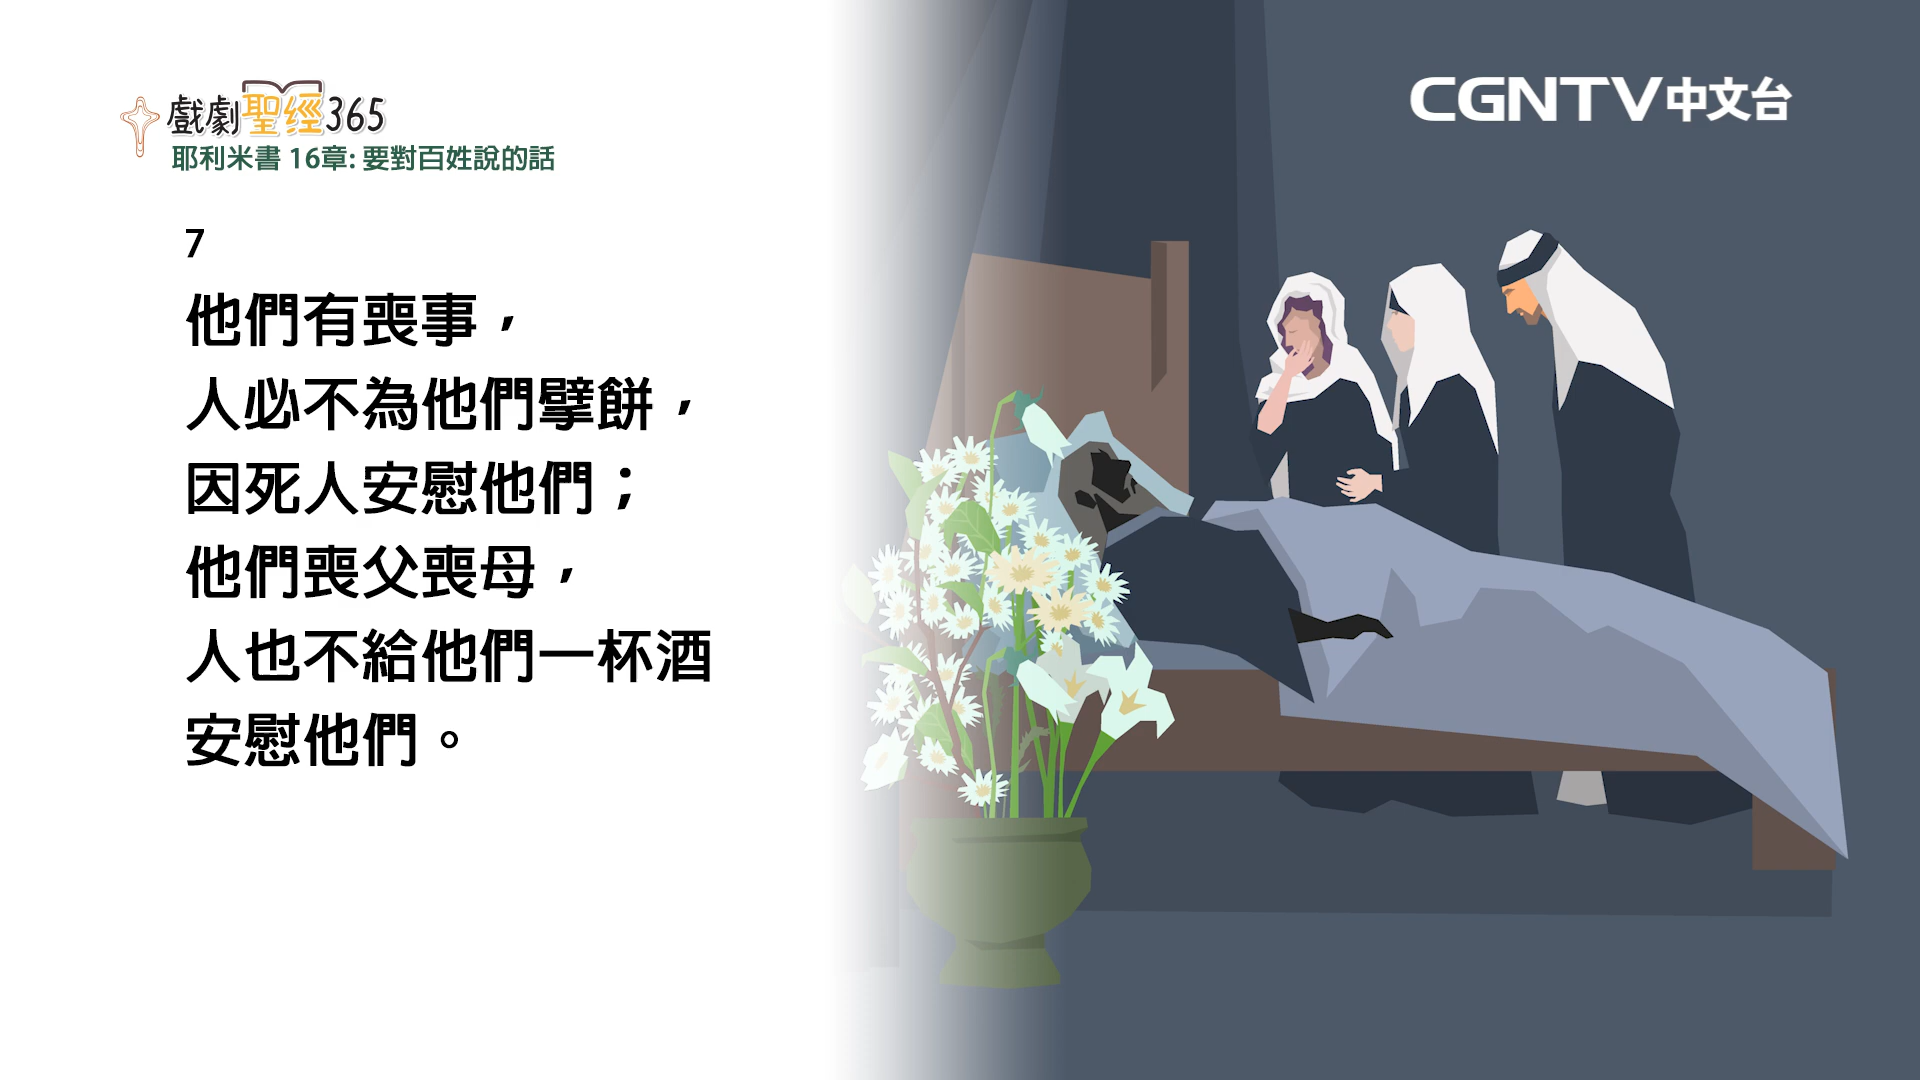 戲劇聖經365
CGNTV中文台
耶利米書 16章: 要對百姓說的話
7
他們有喪事，
人必不為他們擘餅，
因死人安慰他們；
他們喪父喪母，
人也不給他們一杯酒
安慰他們。